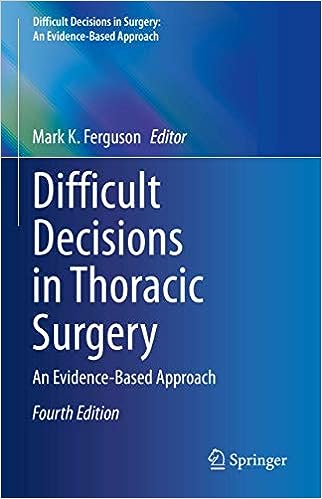 Difficult Decisions in Surgery:
An Evidence-Based Approach
Mark K. Ferguson Editor
Difficult
Decisions
in Thoracic
Surgery
An Evidence-Based Approach
Fourth Edition
Springer